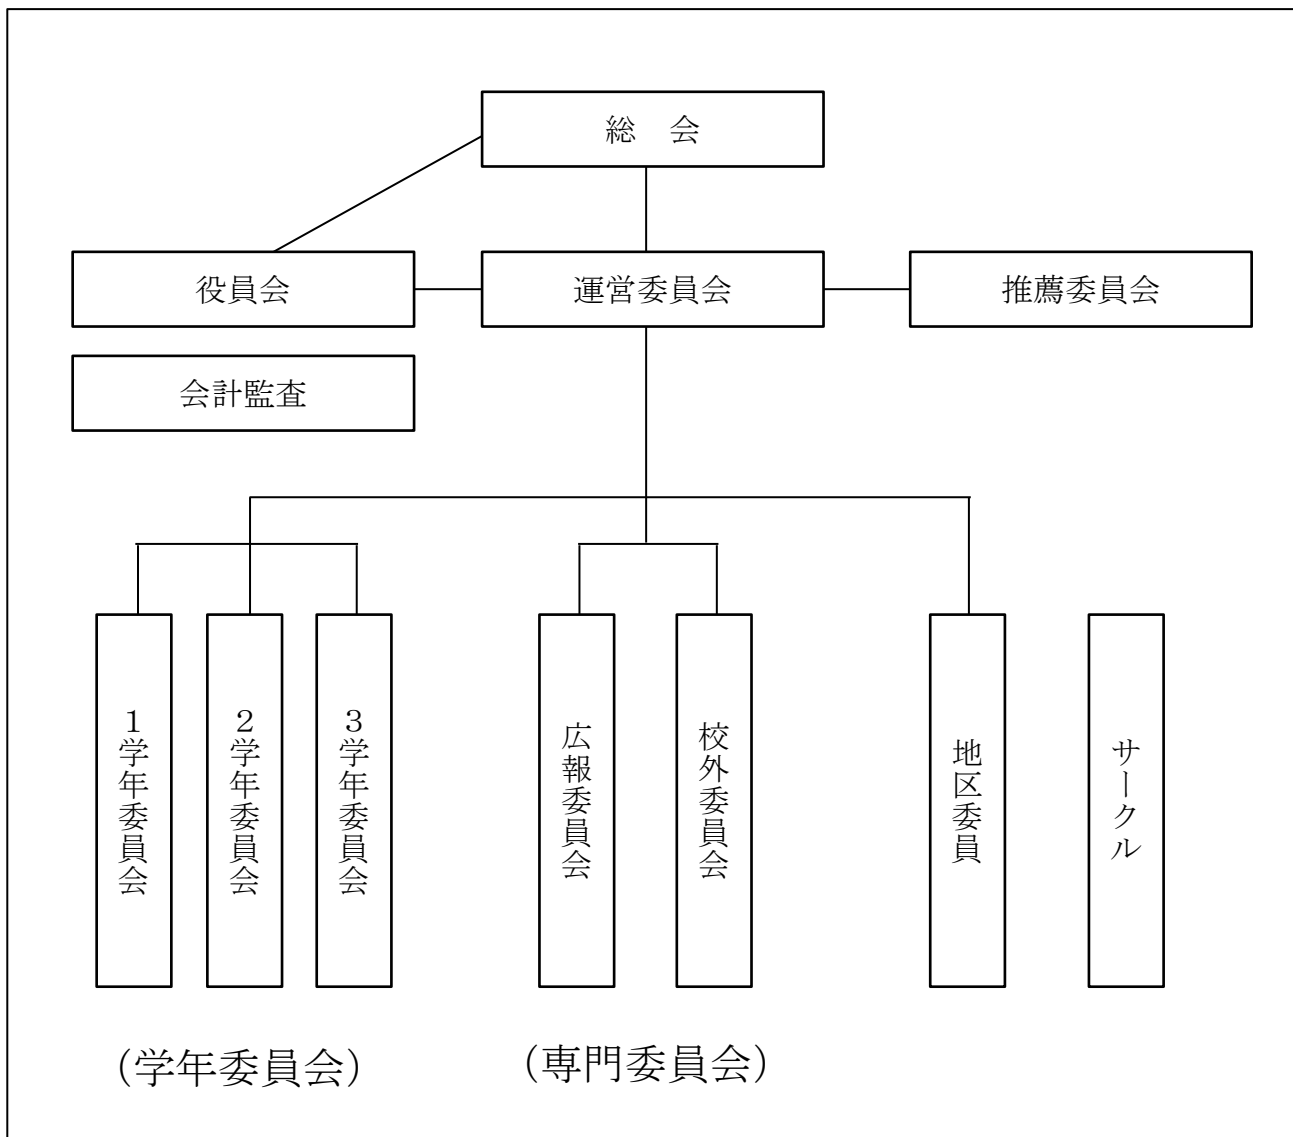 総　会
役員会
運営委員会
推薦委員会
会計監査
１学年委員会
２学年委員会
３学年委員会
広報委員会
校外委員会
地区委員
サークル
（学年委員会）
（専門委員会）